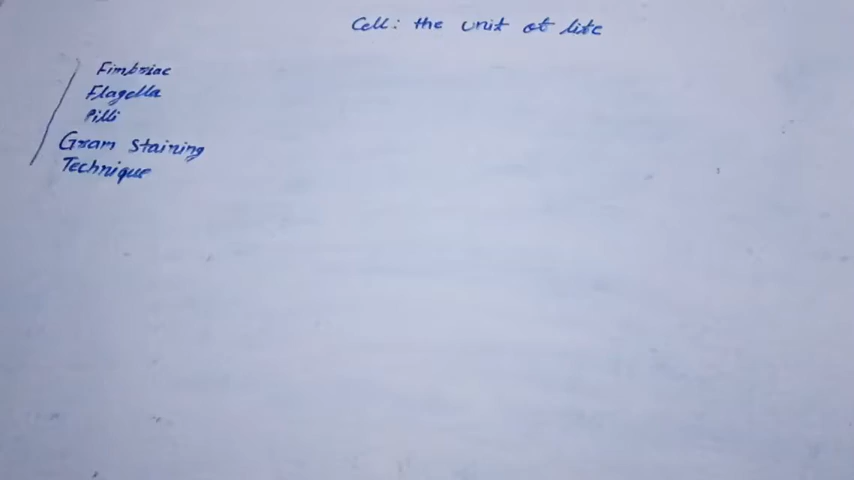 Cell: the unit of life
Fimbriae
Flagella
Pilli
Gram Staining
Technique